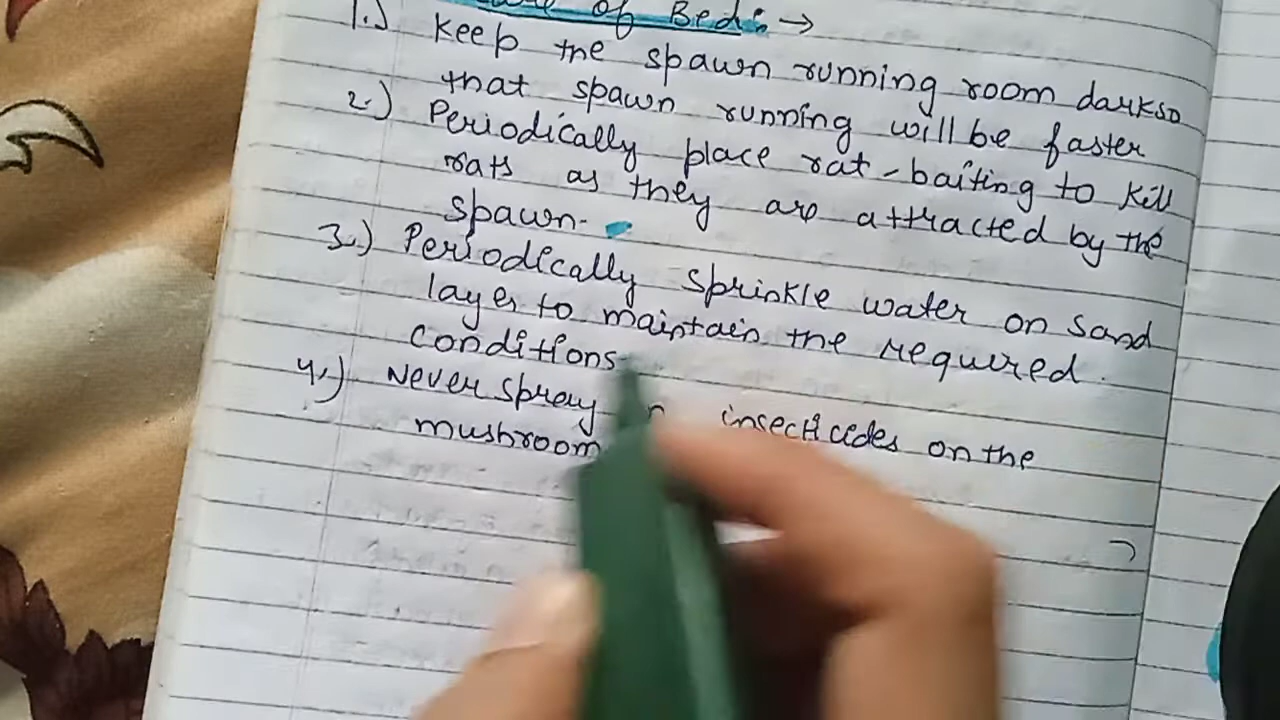 of Beds →
1.) Keep the spawn running room dark so
that spawn running will be faster
2.) Periodically place rat-baiting to kill
rats as they are attracted by the
spawn.
3.) Periodically sprinkle water on sand
layer to maintain the required
conditions
4.) Never spray insecticides on the
mushroom